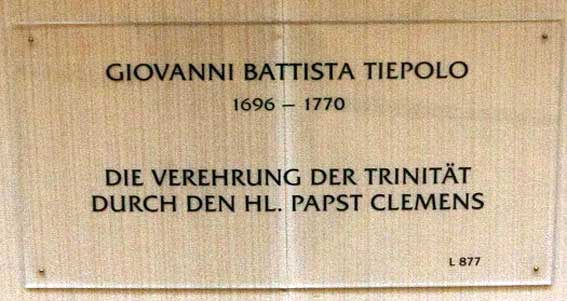 GIOVANNI BATTISTA TIEPOLO
1696 – 1770
DIE VEREHRUNG DER TRINITÄT
DURCH DEN HL. PAPST CLEMENS
L 877